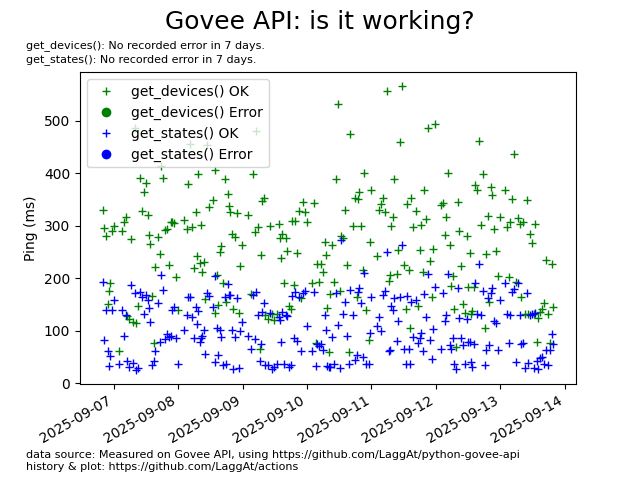 Govee API: is it working?
get_devices(): No recorded error in 7 days.
get_states(): No recorded error in 7 days.
get_devices() OK
get_devices() Error
get_states() OK
get_states() Error
Ping (ms)
500
400
300
200
100
0
2025-09-07
2025-09-08
2025-09-09
2025-09-10
2025-09-11
2025-09-12
2025-09-13
2025-09-14
data source: Measured on Govee API, using https://github.com/LaggAt/python-govee-api
history & plot: https://github.com/LaggAt/actions